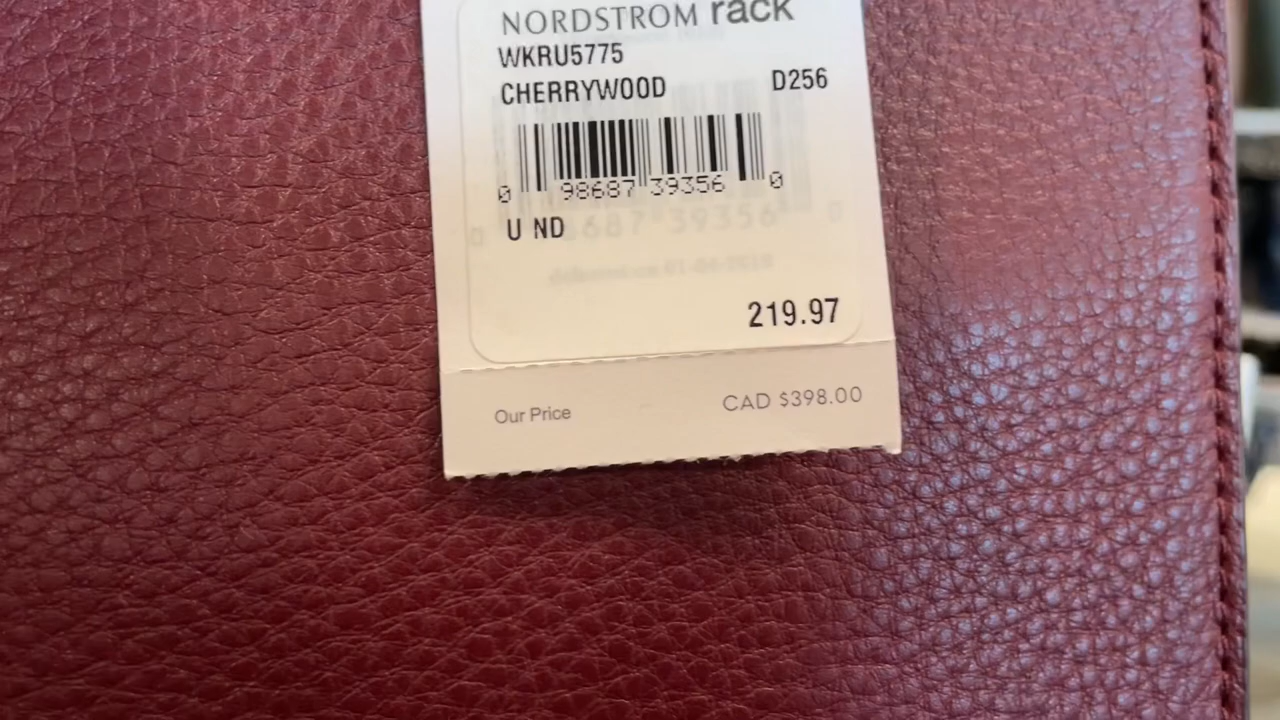 NORDSTROM rack
WKRU5775
CHERRYWOOD D256
0 98687 39356 0
U ND
219.97
Our Price CAD $398.00